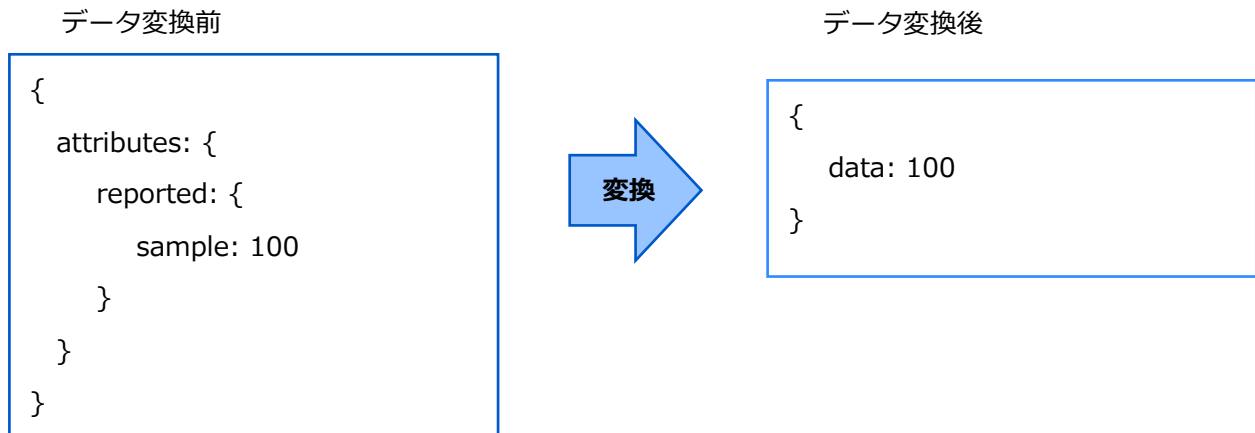 データ変換前
{
attributes: {
reported: {
sample: 100
}
}
}
変換
データ変換後
{
data: 100
}